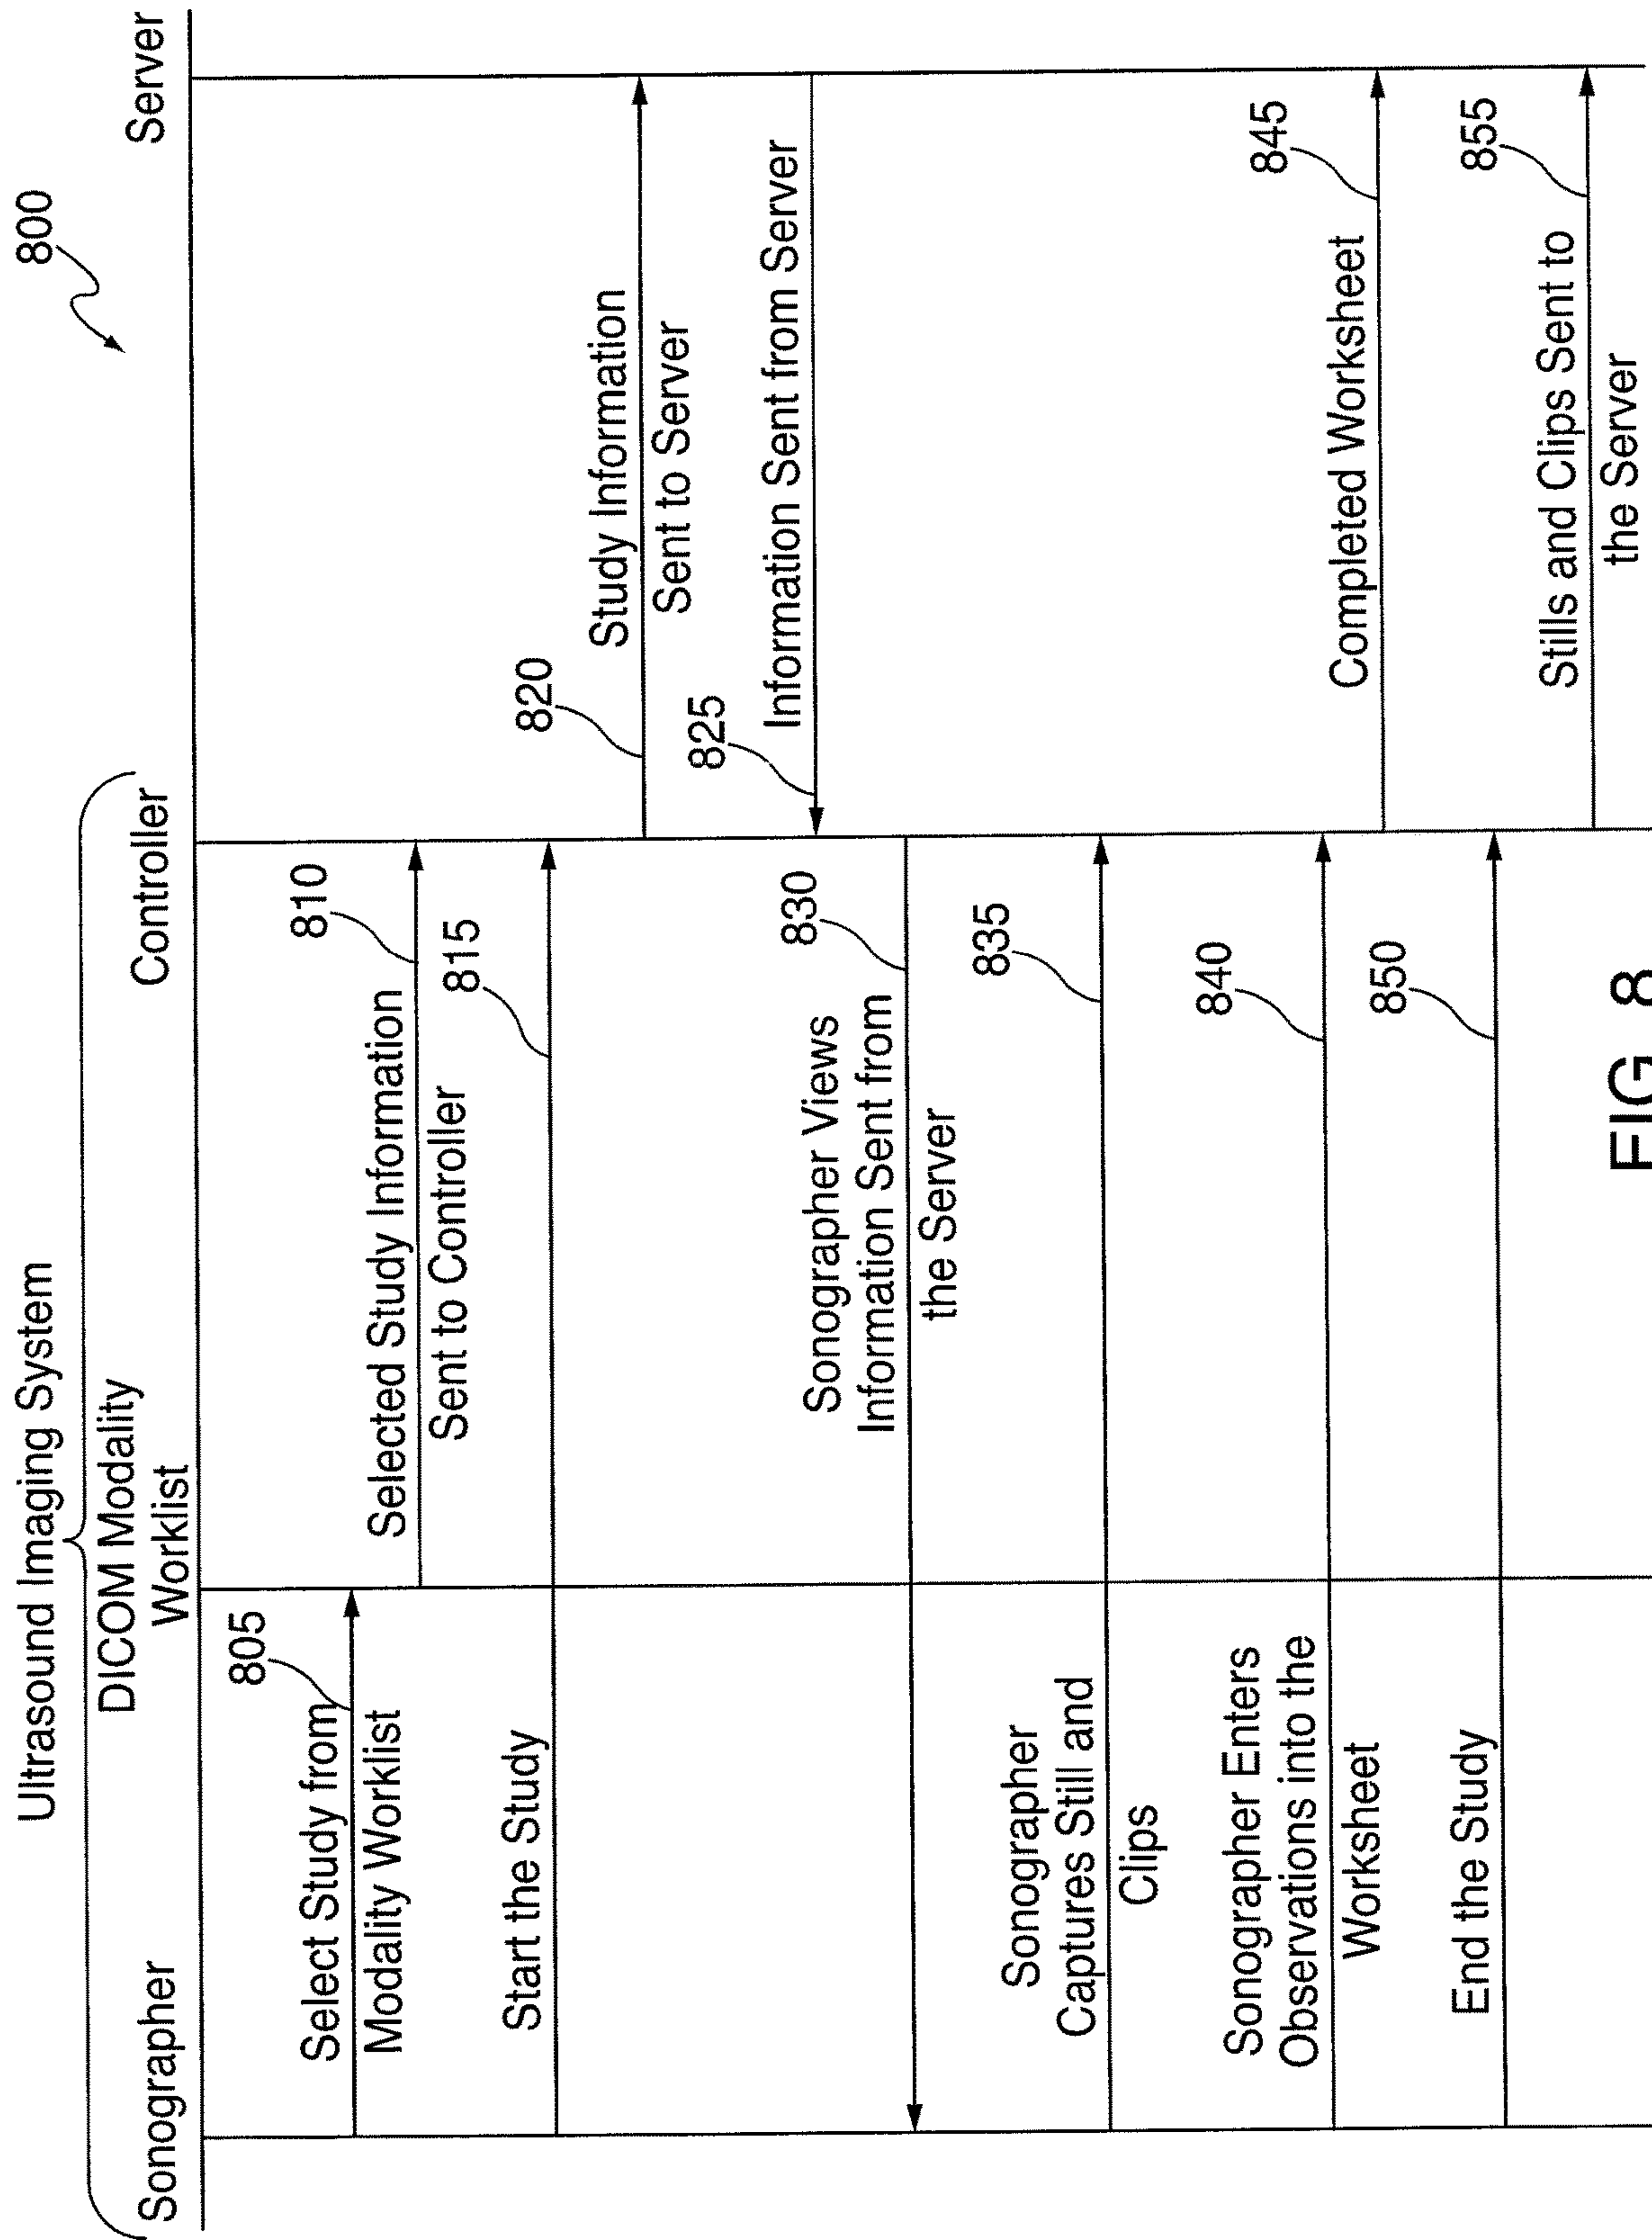 800
Ultrasound Imaging System
Sonographer
DICOM Modality
Worklist
Controller
Server
805
Select Study from
Modality Worklist
810
Selected Study Information
Sent to Controller
815
Start the Study
820
Study Information
Sent to Server
825
Information Sent from Server
830
Sonographer Views
Information Sent from
the Server
835
Sonographer
Captures Still and
Clips
840
Sonographer Enters
Observations into the
Worksheet
845
Completed Worksheet
850
End the Study
855
Stills and Clips Sent to
the Server
FIG. 8